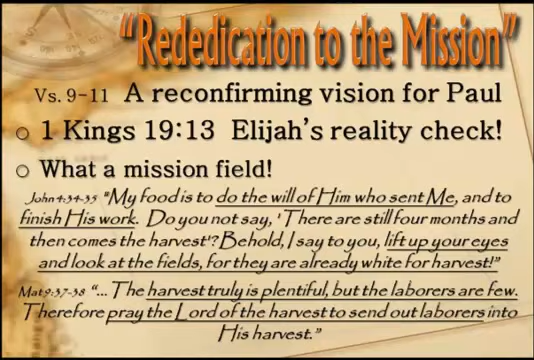 “Rededication to the Mission”
Vs. 9-11 A reconfirming vision for Paul
o 1 Kings 19:13 Elijah’s reality check!
o What a mission field!
John 4:34-35 "My food is to do the will of Him who sent Me, and to
finish His work. Do you not say, 'There are still four months and
then comes the harvest'? Behold, I say to you, lift up your eyes
and look at the fields, for they are already white for harvest!"
Mat 9:37-38 “... The harvest truly is plentiful, but the laborers are few.
Therefore pray the Lord of the harvest to send out laborers into
His harvest.”